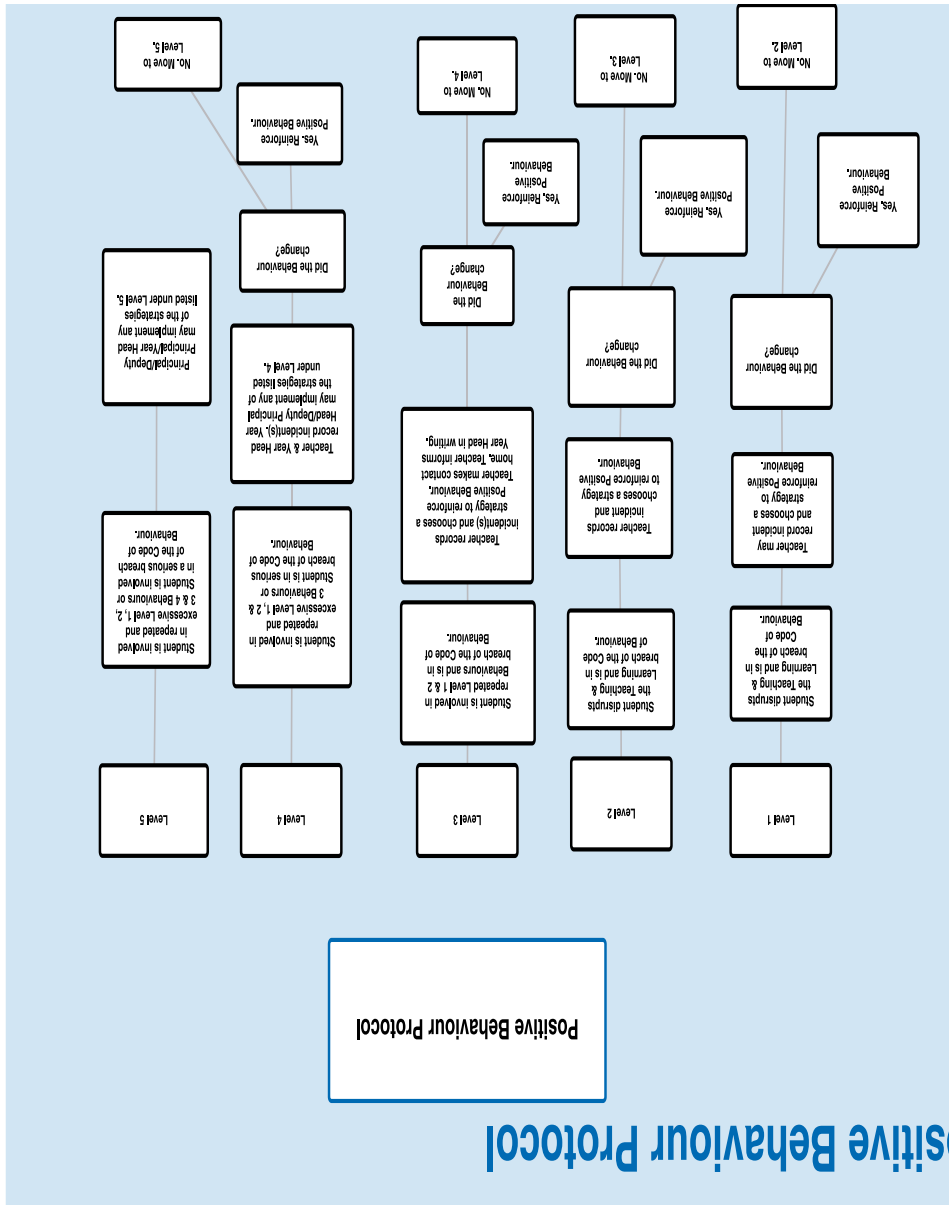 ositive Behaviour Protocol
Positive Behaviour Protocol
Level 1
Student disrupts
the Teaching &
Learning and is in
breach of the
Code of
Behaviour.
Teacher may
record incident
and chooses a
strategy to
reinforce Positive
Behaviour.
Did the Behaviour
change?
Yes. Reinforce
Positive
Behaviour.
No. Move to
Level 2.
Level 2
Student disrupts
the Teaching &
Learning and is in
breach of the Code
of Behaviour.
Teacher records
incident and
chooses a strategy
to reinforce Positive
Behaviour.
Did the Behaviour
change?
Yes. Reinforce
Positive Behaviour.
No. Move to
Level 3.
Level 3
Student is involved in
repeated Level 1 & 2
Behaviours and is in
breach of the Code of
Behaviour.
Teacher records
incident(s) and chooses a
strategy to reinforce
Positive Behaviour.
Teacher makes contact
home. Teacher informs
Year Head in writing.
Did the
Behaviour
change?
Yes. Reinforce
Positive
Behaviour.
No. Move to
Level 4.
Level 4
Student is involved in
repeated and
excessive Level 1, 2 &
3 Behaviours or
Student is in serious
breach of the Code of
Behaviour.
Teacher & Year Head
record incident(s). Year
Head/Deputy Principal
may implement any of
the strategies listed
under Level 4.
Did the Behaviour
change?
Yes. Reinforce
Positive Behaviour.
No. Move to
Level 5.
Level 5
Student is involved
in repeated and
excessive Level 1, 2,
3 & 4 Behaviours or
Student is involved
in a serious breach
of the Code of
Behaviour.
Principal/Deputy
Principal/Year Head
may implement any
of the strategies
listed under Level 5.